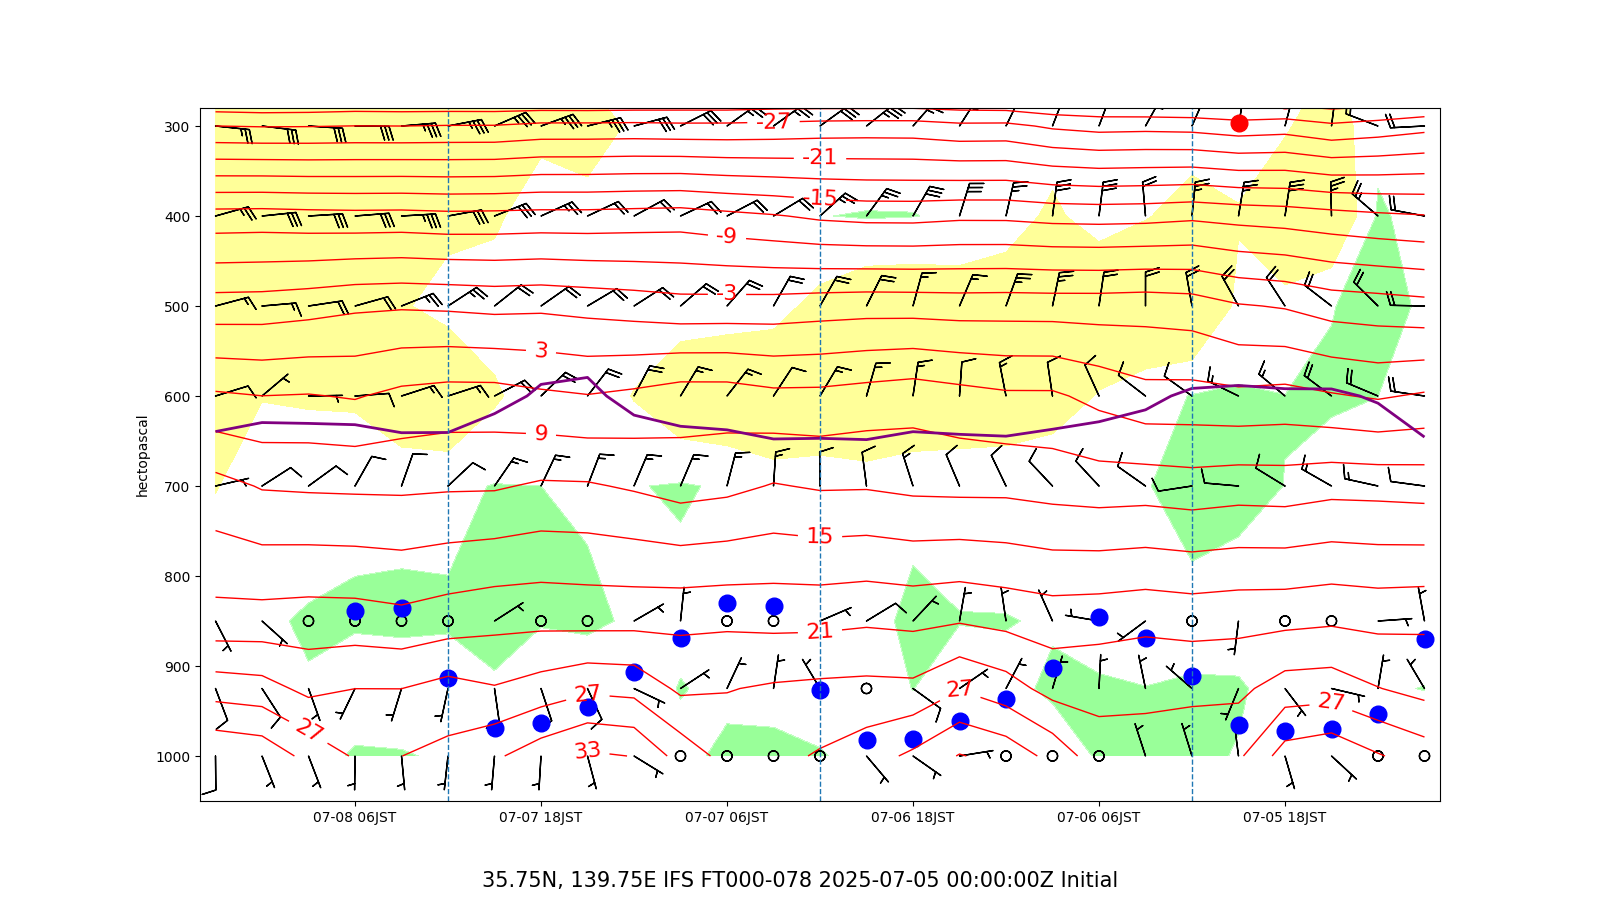 300
400
500
600
700
800
900
1000
hectopascal
-27
-21
-15
-9
-3
3
9
15
21
27
27
27
27
33
07-08 06JST
07-07 18JST
07-07 06JST
07-06 18JST
07-06 06JST
07-05 18JST
35.75N, 139.75E IFS FT000-078 2025-07-05 00:00:00Z Initial